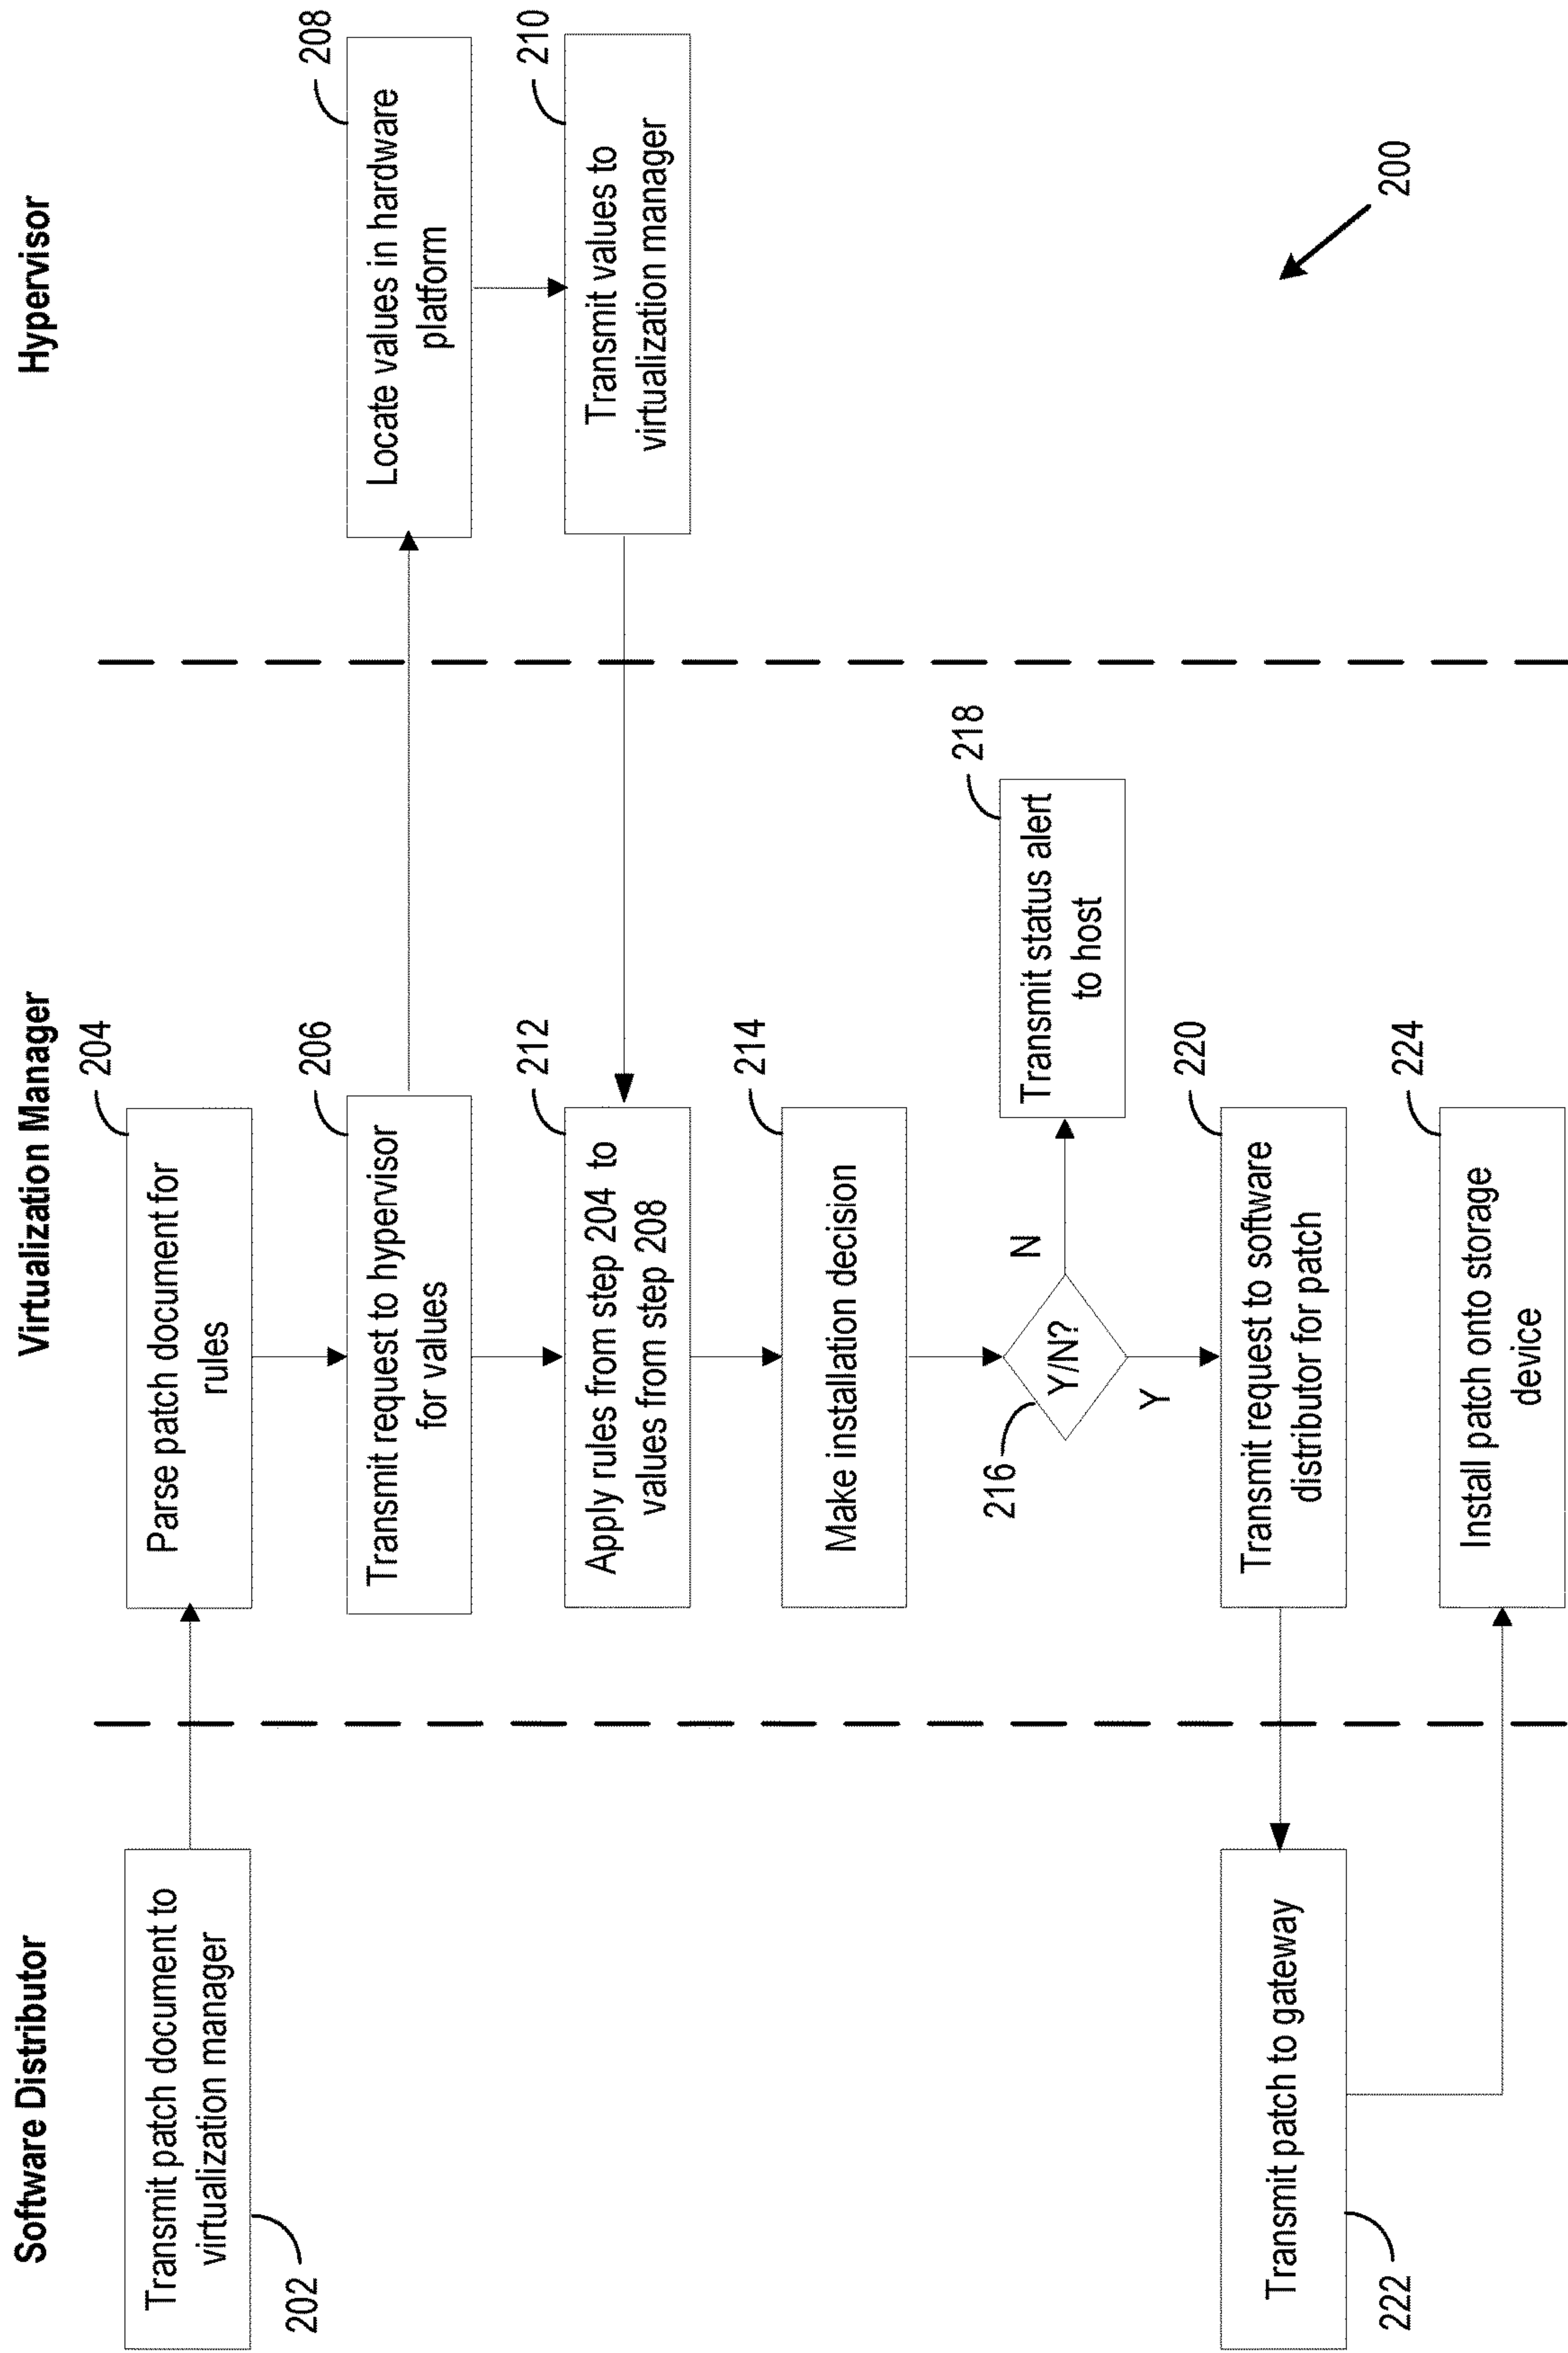 Software Distributor
Virtualization Manager
Hypervisor
Transmit patch document to
virtualization manager
202
Parse patch document for
rules
204
Transmit request to hypervisor
for values
206
Locate values in hardware
platform
208
Transmit values to
virtualization manager
210
Apply rules from step 204 to
values from step 208
212
Make installation decision
214
Y/N?
216
N
Y
Transmit status alert
to host
218
Transmit request to software
distributor for patch
220
Transmit patch to gateway
222
Install patch onto storage
device
224
200